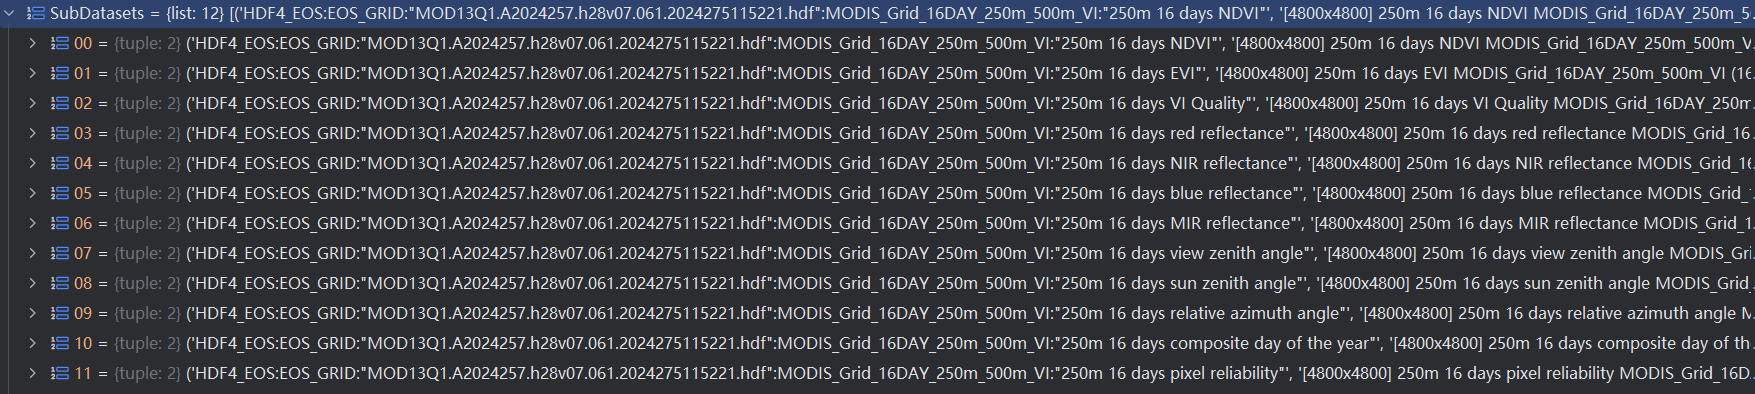 SubDatasets = {list: 12} [('HDF4_EOS:EOS_GRID:"MOD13Q1.A2024257.h28v07.061.2024275115221.hdf":MODIS_Grid_16DAY_250m_500m_VI:"250m 16 days NDVI"', '[4800x4800] 250m 16 days NDVI MODIS_Grid_16DAY_250m_5
00 = {tuple: 2} ('HDF4_EOS:EOS_GRID:"MOD13Q1.A2024257.h28v07.061.2024275115221.hdf":MODIS_Grid_16DAY_250m_500m_VI:"250m 16 days NDVI"', '[4800x4800] 250m 16 days NDVI MODIS_Grid_16DAY_250m_500m_V
01 = {tuple: 2} ('HDF4_EOS:EOS_GRID:"MOD13Q1.A2024257.h28v07.061.2024275115221.hdf":MODIS_Grid_16DAY_250m_500m_VI:"250m 16 days EVI"', '[4800x4800] 250m 16 days EVI MODIS_Grid_16DAY_250m_500m_VI (16
02 = {tuple: 2} ('HDF4_EOS:EOS_GRID:"MOD13Q1.A2024257.h28v07.061.2024275115221.hdf":MODIS_Grid_16DAY_250m_500m_VI:"250m 16 days VI Quality"', '[4800x4800] 250m 16 days VI Quality MODIS_Grid_16DAY_250m
03 = {tuple: 2} ('HDF4_EOS:EOS_GRID:"MOD13Q1.A2024257.h28v07.061.2024275115221.hdf":MODIS_Grid_16DAY_250m_500m_VI:"250m 16 days red reflectance"', '[4800x4800] 250m 16 days red reflectance MODIS_Grid_16
04 = {tuple: 2} ('HDF4_EOS:EOS_GRID:"MOD13Q1.A2024257.h28v07.061.2024275115221.hdf":MODIS_Grid_16DAY_250m_500m_VI:"250m 16 days NIR reflectance"', '[4800x4800] 250m 16 days NIR reflectance MODIS_Grid_16
05 = {tuple: 2} ('HDF4_EOS:EOS_GRID:"MOD13Q1.A2024257.h28v07.061.2024275115221.hdf":MODIS_Grid_16DAY_250m_500m_VI:"250m 16 days blue reflectance"', '[4800x4800] 250m 16 days blue reflectance MODIS_Grid_
06 = {tuple: 2} ('HDF4_EOS:EOS_GRID:"MOD13Q1.A2024257.h28v07.061.2024275115221.hdf":MODIS_Grid_16DAY_250m_500m_VI:"250m 16 days MIR reflectance"', '[4800x4800] 250m 16 days MIR reflectance MODIS_Grid_1
07 = {tuple: 2} ('HDF4_EOS:EOS_GRID:"MOD13Q1.A2024257.h28v07.061.2024275115221.hdf":MODIS_Grid_16DAY_250m_500m_VI:"250m 16 days view zenith angle"', '[4800x4800] 250m 16 days view zenith angle MODIS_Gri
08 = {tuple: 2} ('HDF4_EOS:EOS_GRID:"MOD13Q1.A2024257.h28v07.061.2024275115221.hdf":MODIS_Grid_16DAY_250m_500m_VI:"250m 16 days sun zenith angle"', '[4800x4800] 250m 16 days sun zenith angle MODIS_Grid_
09 = {tuple: 2} ('HDF4_EOS:EOS_GRID:"MOD13Q1.A2024257.h28v07.061.2024275115221.hdf":MODIS_Grid_16DAY_250m_500m_VI:"250m 16 days relative azimuth angle"', '[4800x4800] 250m 16 days relative azimuth angle M
10 = {tuple: 2} ('HDF4_EOS:EOS_GRID:"MOD13Q1.A2024257.h28v07.061.2024275115221.hdf":MODIS_Grid_16DAY_250m_500m_VI:"250m 16 days composite day of the year"', '[4800x4800] 250m 16 days composite day of th
11 = {tuple: 2} ('HDF4_EOS:EOS_GRID:"MOD13Q1.A2024257.h28v07.061.2024275115221.hdf":MODIS_Grid_16DAY_250m_500m_VI:"250m 16 days pixel reliability"', '[4800x4800] 250m 16 days pixel reliability MODIS_Grid_16D